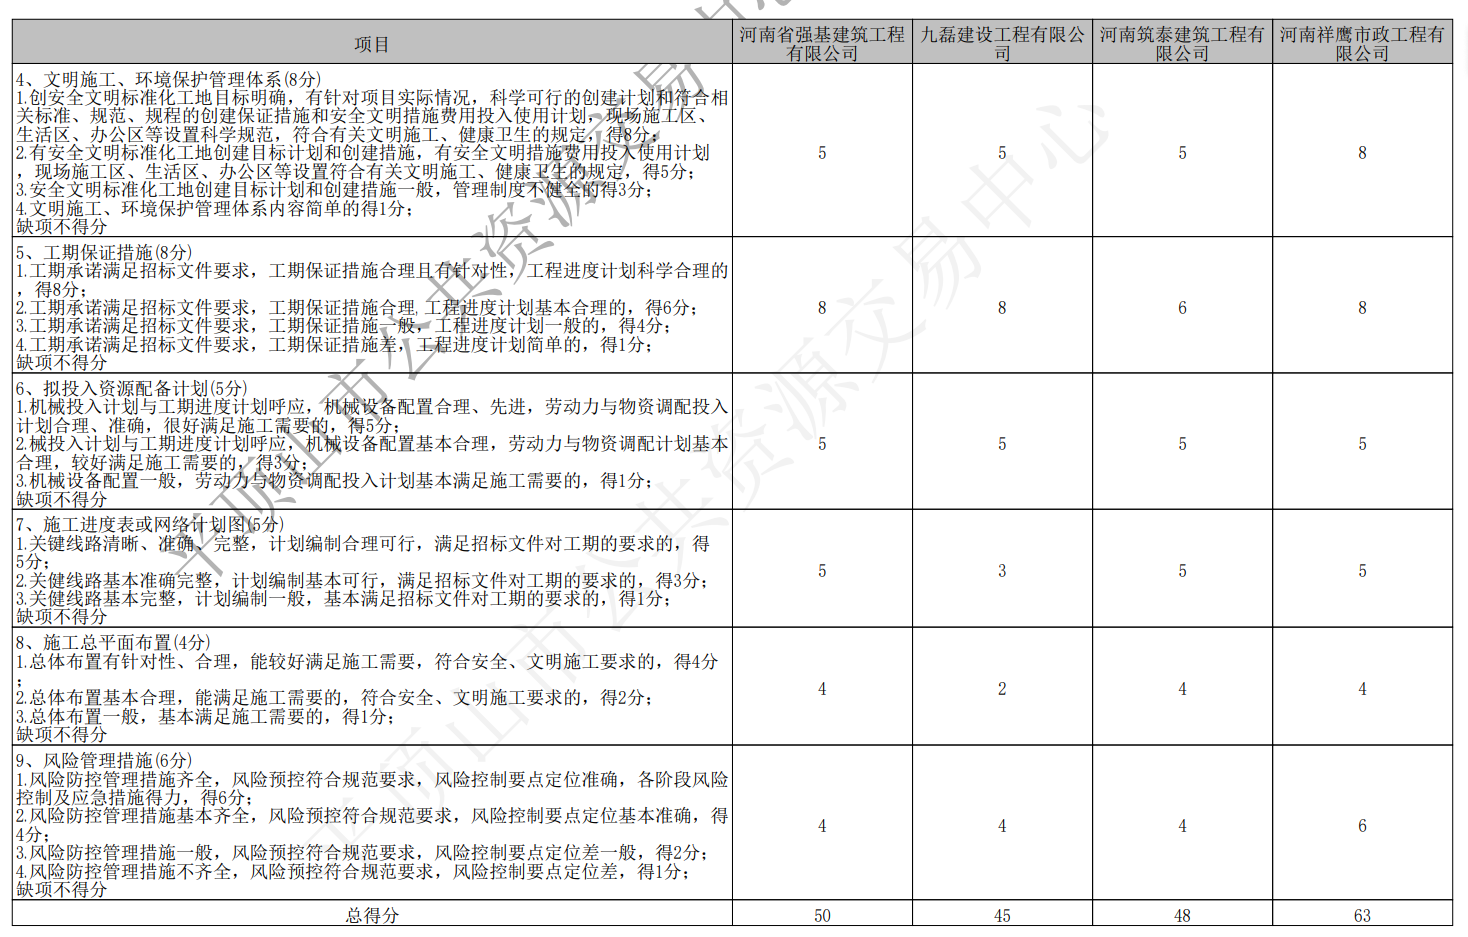 项目
河南省强基建筑工程
有限公司
九磊建设工程有限公
司
河南筑泰建筑工程有
限公司
河南祥鹰市政工程有
限公司
4、文明施工、环境保护管理体系(8分)
1.创安全文明标准化工地目标明确，有针对项目实际情况，科学可行的创建计划和符合相
关标准、规范、规程的创建保证措施和安全文明措施费用投入使用计划，现场施工区、
生活区、办公区等设置科学规范，符合有关文明施工、健康卫生的规定，得8分；
2.有安全文明标准化工地创建目标计划和创建措施，有安全文明措施费用投入使用计划
，现场施工区、生活区、办公区等设置符合有关文明施工、健康卫生的规定，得5分；
3.安全文明标准化工地创建目标计划和创建措施一般，管理制度不健全的得3分；
4.文明施工、环境保护管理体系内容简单的得1分；
缺项不得分
5
5
5
8
5、工期保证措施(8分)
1.工期承诺满足招标文件要求，工期保证措施合理且有针对性，工程进度计划科学合理的
，得8分；
2.工期承诺满足招标文件要求，工期保证措施合理,工程进度计划基本合理的，得6分；
3.工期承诺满足招标文件要求，工期保证措施一般，工程进度计划一般的，得4分；
4.工期承诺满足招标文件要求，工期保证措施差，工程进度计划简单的，得1分；
缺项不得分
8
8
6
8
6、拟投入资源配备计划(5分)
1.机械投入计划与工期进度计划呼应，机械设备配置合理、先进，劳动力与物资调配投入
计划合理、准确，很好满足施工需要的，得5分；
2.械投入计划与工期进度计划呼应，机械设备配置基本合理，劳动力与物资调配计划基本
合理，较好满足施工需要的，得3分；
3.机械设备配置一般，劳动力与物资调配投入计划基本满足施工需要的，得1分；
缺项不得分
5
5
5
5
7、施工进度表或网络计划图(5分)
1.关键线路清晰、准确、完整，计划编制合理可行，满足招标文件对工期的要求的，得
5分；
2.关健线路基本准确完整，计划编制基本可行，满足招标文件对工期的要求的，得3分；
3.关健线路基本完整，计划编制一般，基本满足招标文件对工期的要求的，得1分；
缺项不得分
5
3
5
5
8、施工总平面布置(4分)
1.总体布置有针对性、合理，能较好满足施工需要，符合安全、文明施工要求的，得4分
；
2.总体布置基本合理，能满足施工需要的，符合安全、文明施工要求的，得2分；
3.总体布置一般，基本满足施工需要的，得1分；
缺项不得分
4
2
4
4
9、风险管理措施(6分)
1.风险防控管理措施齐全，风险预控符合规范要求，风险控制要点定位准确，各阶段风险
控制及应急措施得力，得6分；
2.风险防控管理措施基本齐全，风险预控符合规范要求，风险控制要点定位基本准确，得
4分；
3.风险防控管理措施一般，风险预控符合规范要求，风险控制要点定位差一般，得2分；
4.风险防控管理措施不齐全，风险预控符合规范要求，风险控制要点定位差，得1分；
缺项不得分
4
4
4
6
总得分
50
45
48
63
平顶山市公共资源交易中心
平顶山市公共资源交易中心